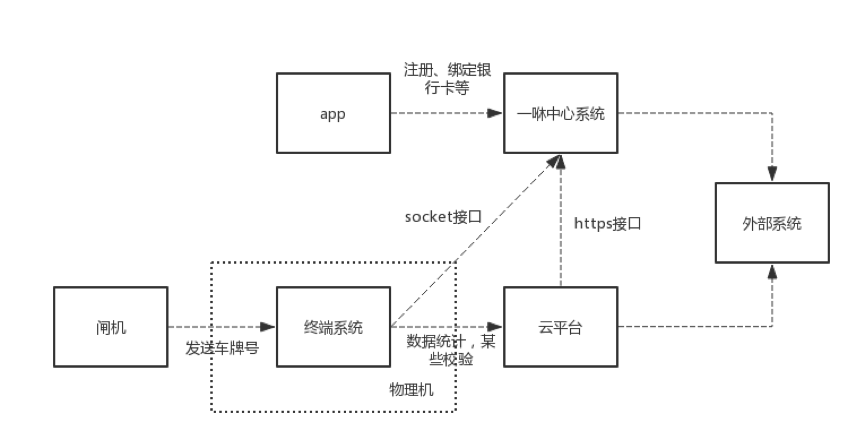 注册、绑定银
行卡等
app
一咻中心系统
socket接口
https接口
外部系统
闸机
发送车牌号
终端系统
数据统计，某
些校验
云平台
物理机